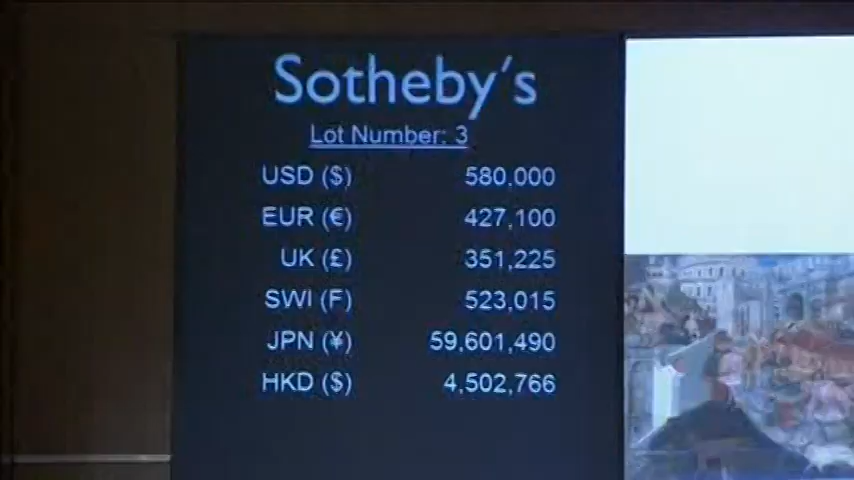 Sotheby's
Lot Number: 3
USD ($) 580,000
EUR (€) 427,100
UK (£) 351,225
SWI (F) 523,015
JPN (¥) 59,601,490
HKD ($) 4,502,766